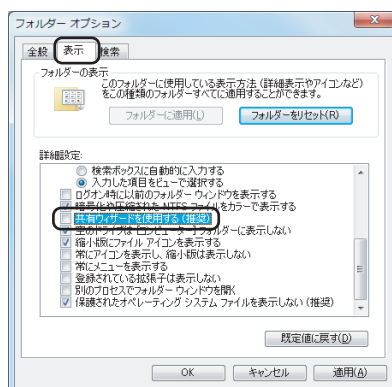 フォルダー オプション
全般 表示 検索
フォルダーの表示
このフォルダーに使用している表示方法（詳細表示やアイコンなど）
をこの種類のフォルダーすべてに適用することができます。
フォルダーに適用(L) フォルダーをリセット(R)
詳細設定:
検索ボックスに自動的に入力する
入力した項目をビューで選択する
ログオン時に以前のフォルダー ウィンドウを表示する
暗号化や圧縮された NTFS ファイルをカラーで表示する
共有ウィザードを使用する（推奨）
空のドライブは [コンピューター] フォルダーに表示しない
縮小版にファイル アイコンを表示する
常にアイコンを表示し、縮小版は表示しない
常にメニューを表示する
登録されている拡張子は表示しない
別のプロセスでフォルダー ウィンドウを開く
保護されたオペレーティング システム ファイルを表示しない（推奨）
既定値に戻す(D)
OK キャンセル 適用(A)